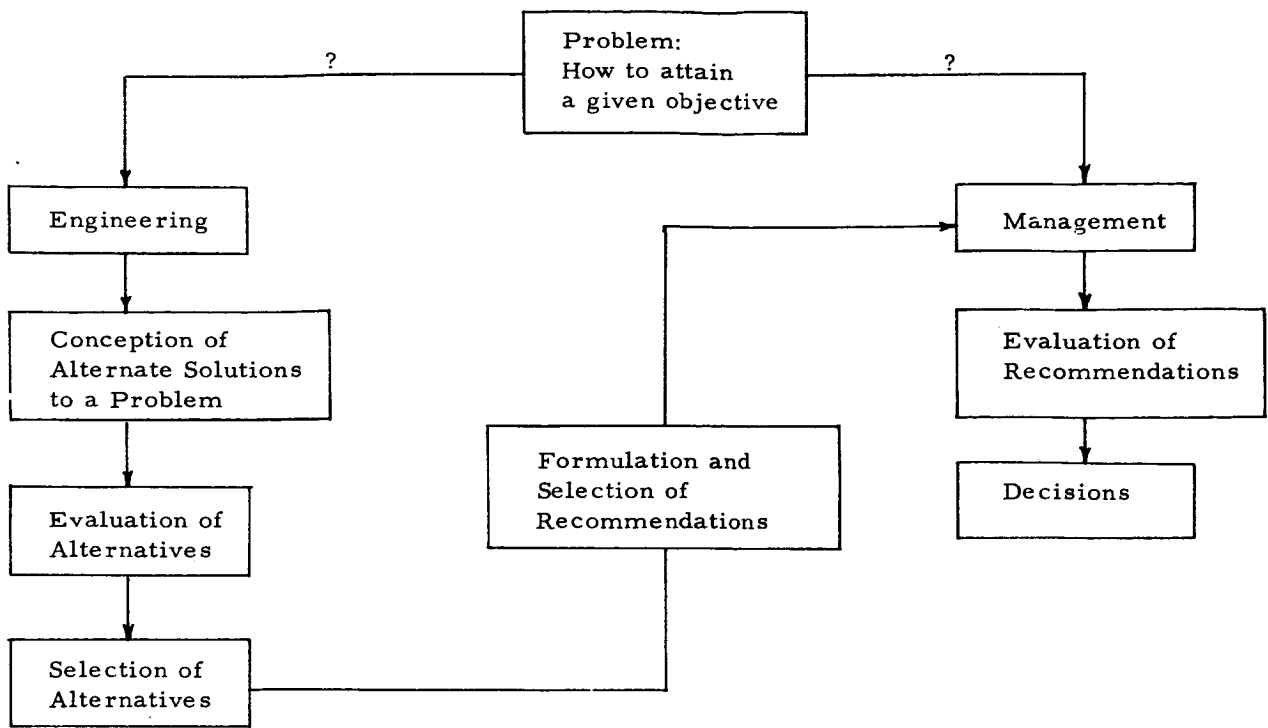 Problem:
How to attain
a given objective
?
?
Engineering
Management
Conception of
Alternate Solutions
to a Problem
Evaluation of
Recommendations
Formulation and
Selection of
Recommendations
Decisions
Evaluation of
Alternatives
Selection of
Alternatives